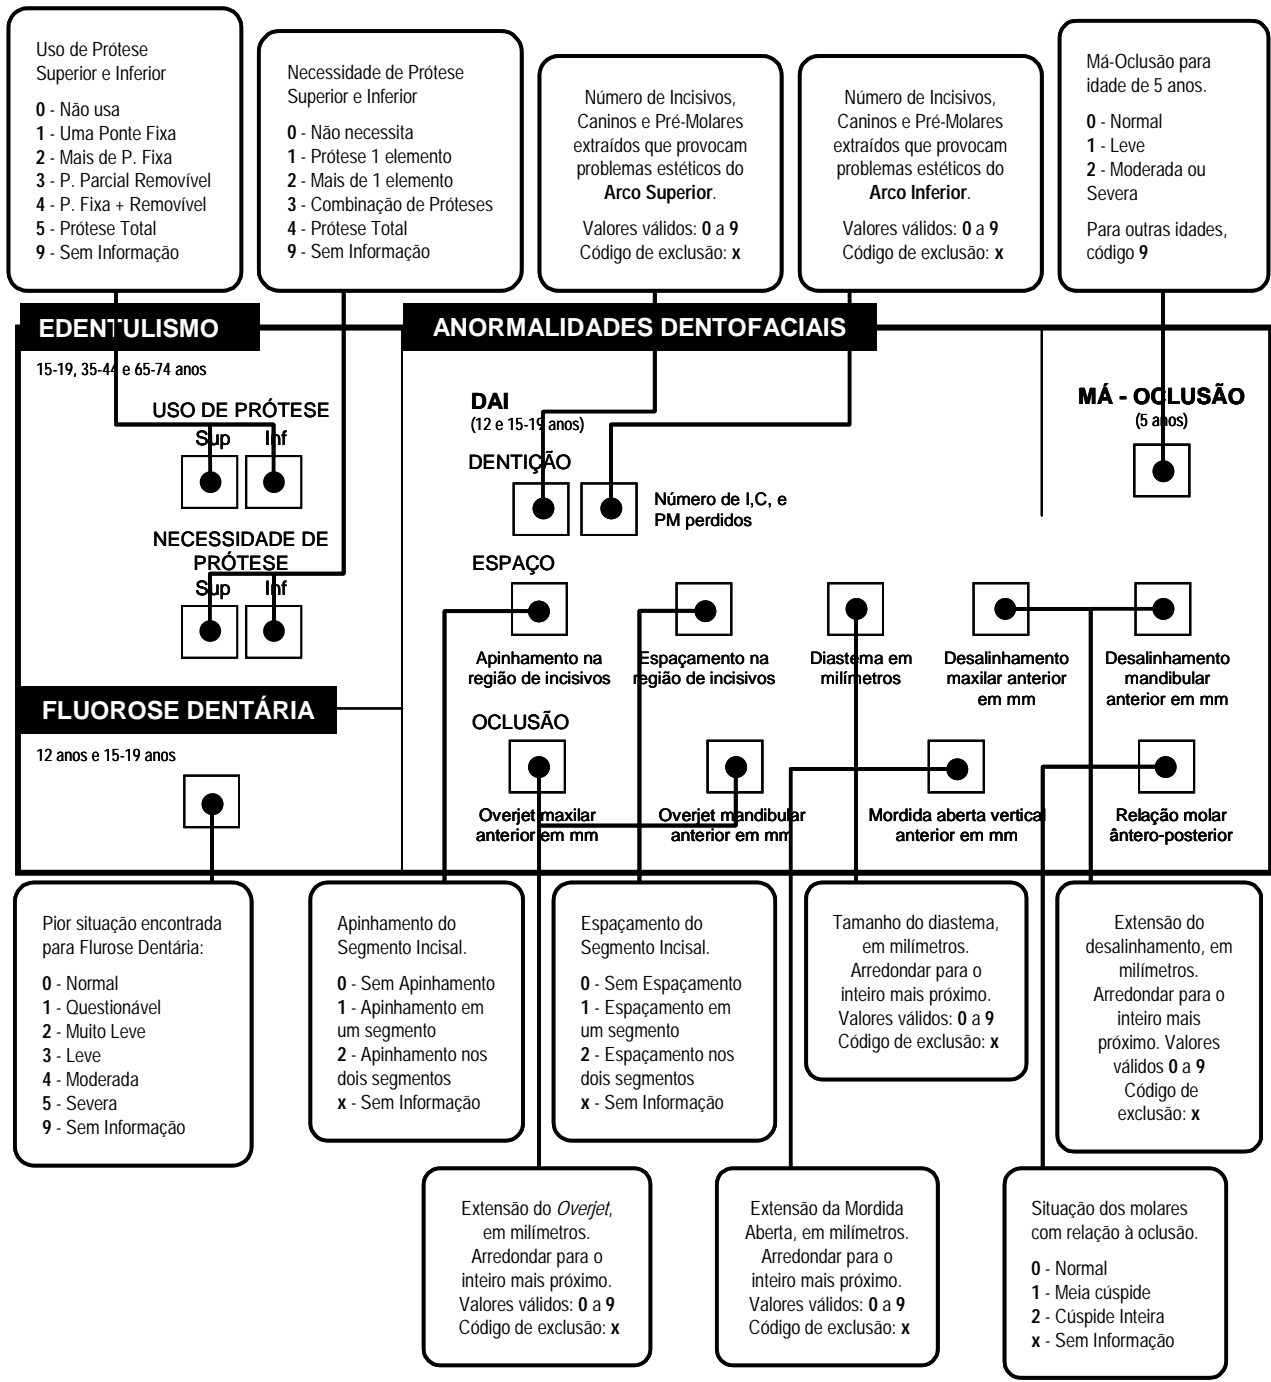 Uso de Prótese
Superior e Inferior
0 - Não usa
1 - Uma Ponte Fixa
2 - Mais de P. Fixa
3 - P. Parcial Removível
4 - P. Fixa + Removível
5 - Prótese Total
9 - Sem Informação
Necessidade de Prótese
Superior e Inferior
0 - Não necessita
1 - Prótese 1 elemento
2 - Mais de 1 elemento
3 - Combinação de Próteses
4 - Prótese Total
9 - Sem Informação
Número de Incisivos,
Caninos e Pré-Molares
extraídos que provocam
problemas estéticos do
Arco Superior.
Valores válidos: 0 a 9
Código de exclusão: x
Número de Incisivos,
Caninos e Pré-Molares
extraídos que provocam
problemas estéticos do
Arco Inferior.
Valores válidos: 0 a 9
Código de exclusão: x
Má-Oclusão para
idade de 5 anos.
0 - Normal
1 - Leve
2 - Moderada ou
Severa
Para outras idades,
código 9
EDENTULISMO
15-19, 35-44 e 65-74 anos
USO DE PRÓTESE
Sup Inf
NECESSIDADE DE
PRÓTESE
Sup Inf
FLUOROSE DENTÁRIA
12 anos e 15-19 anos
ANORMALIDADES DENTOFACIAIS
DAI
(12 e 15-19 anos)
DENTIÇÃO
Número de I,C, e
PM perdidos
MÁ - OCLUSÃO
(5 anos)
ESPAÇO
Apinhamento na
região de incisivos
Espaçamento na
região de incisivos
Diastema em
milímetros
Desalinhamento
maxilar anterior
em mm
Desalinhamento
mandibular
anterior em mm
OCLUSÃO
Overjet maxilar
anterior em mm
Overjet mandibular
anterior em mm
Mordida aberta vertical
anterior em mm
Relação molar
ântero-posterior
Pior situação encontrada
para Flurose Dentária:
0 - Normal
1 - Questionável
2 - Muito Leve
3 - Leve
4 - Moderada
5 - Severa
9 - Sem Informação
Apinhamento do
Segmento Incisal.
0 - Sem Apinhamento
1 - Apinhamento em
um segmento
2 - Apinhamento nos
dois segmentos
x - Sem Informação
Espaçamento do
Segmento Incisal.
0 - Sem Espaçamento
1 - Espaçamento em
um segmento
2 - Espaçamento nos
dois segmentos
x - Sem Informação
Tamanho do diastema,
em milímetros.
Arredondar para o
inteiro mais próximo.
Valores válidos: 0 a 9
Código de exclusão: x
Extensão do
desalinhamento, em
milímetros.
Arredondar para o
inteiro mais
próximo. Valores
válidos 0 a 9
Código de
exclusão: x
Extensão do Overjet,
em milímetros.
Arredondar para o
inteiro mais próximo.
Valores válidos: 0 a 9
Código de exclusão: x
Extensão da Mordida
Aberta, em milímetros.
Arredondar para o
inteiro mais próximo.
Valores válidos: 0 a 9
Código de exclusão: x
Situação dos molares
com relação à oclusão.
0 - Normal
1 - Meia cúspide
2 - Cúspide Inteira
x - Sem Informação